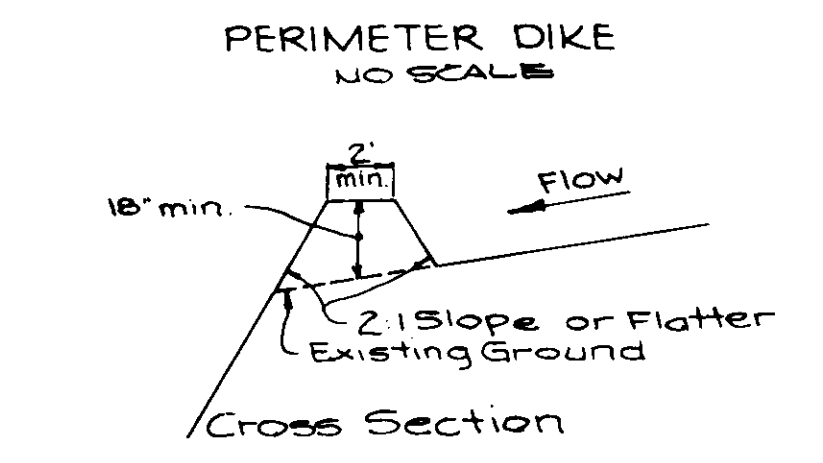 PERIMETER DIKE
NO SCALE
2'
min.
FLOW
18" min.
2:1 Slope or Flatter
Existing Ground
Cross Section